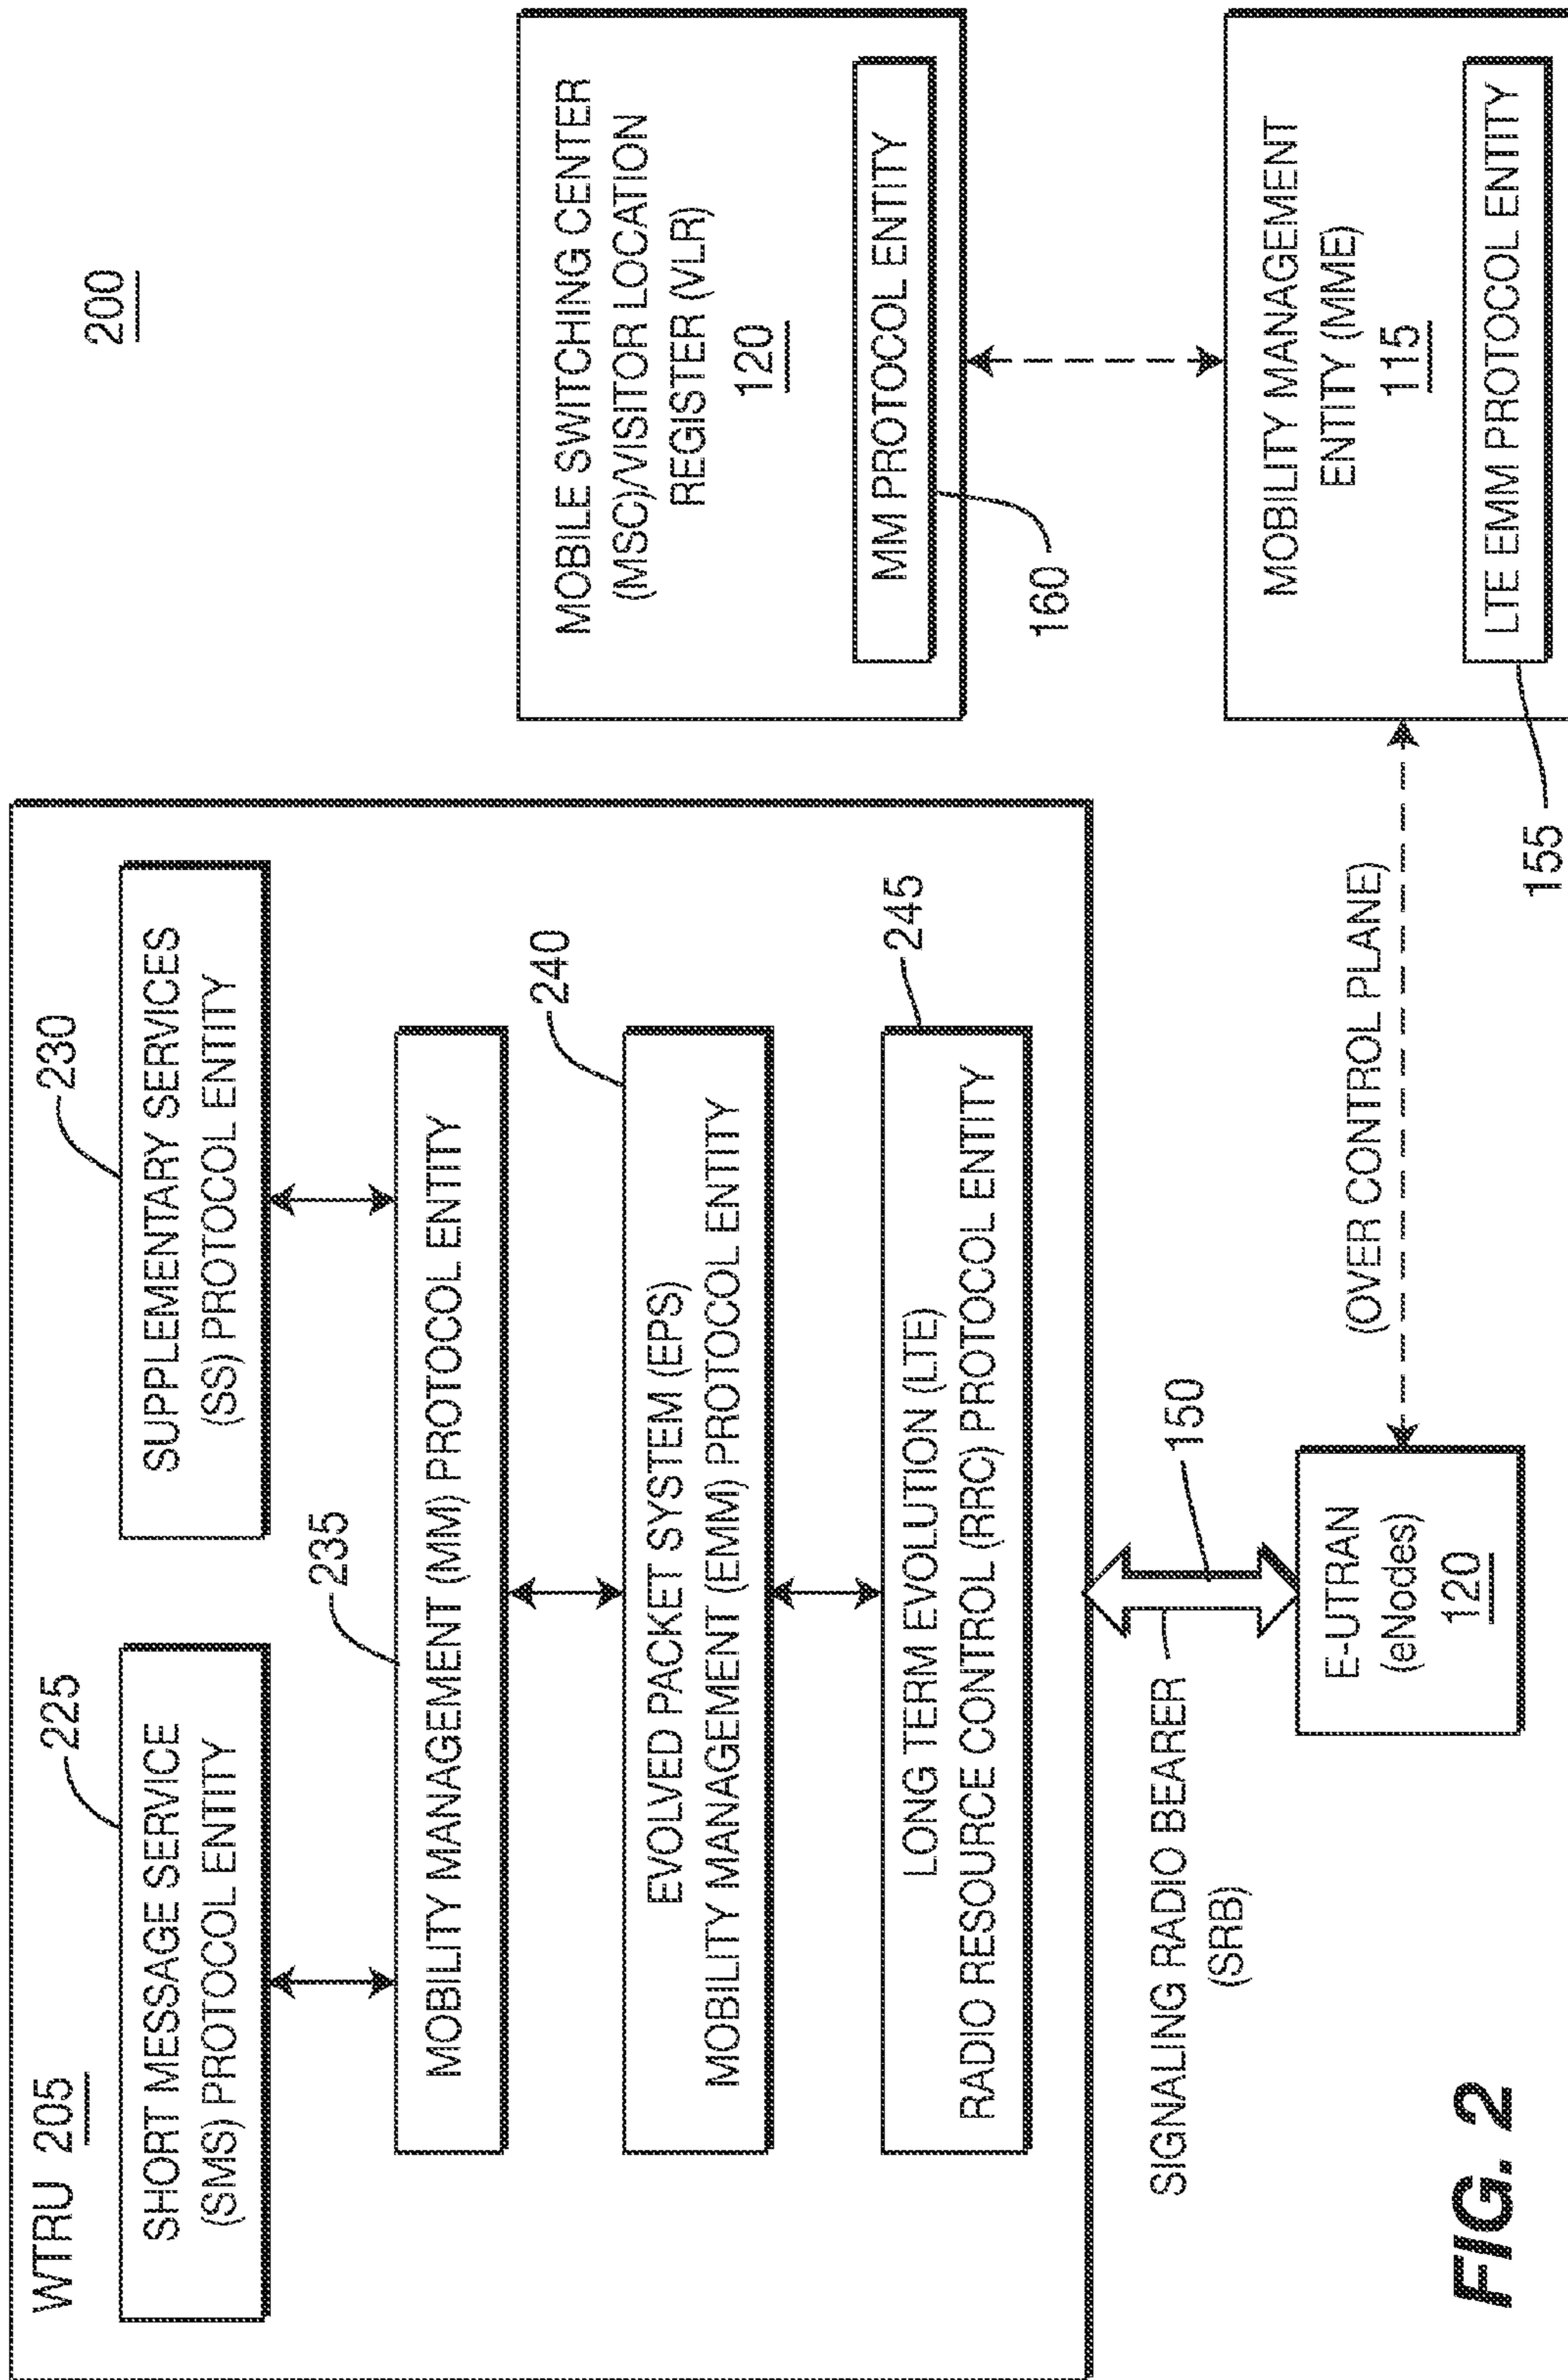 200
WTRU 205
225
SHORT MESSAGE SERVICE
(SMS) PROTOCOL ENTITY
230
SUPPLEMENTARY SERVICES
(SS) PROTOCOL ENTITY
235
MOBILITY MANAGEMENT (MM) PROTOCOL ENTITY
240
EVOLVED PACKET SYSTEM (EPS)
MOBILITY MANAGEMENT (EMM) PROTOCOL ENTITY
245
LONG TERM EVOLUTION (LTE)
RADIO RESOURCE CONTROL (RRC) PROTOCOL ENTITY
MOBILE SWITCHING CENTER
(MSC)/VISITOR LOCATION
REGISTER (VLR)
120
MM PROTOCOL ENTITY
160
SIGNALING RADIO BEARER
(SRB)
150
E-UTRAN
(eNodes)
120
(OVER CONTROL PLANE)
MOBILITY MANAGEMENT
ENTITY (MME)
115
LTE EMM PROTOCOL ENTITY
155
FIG. 2